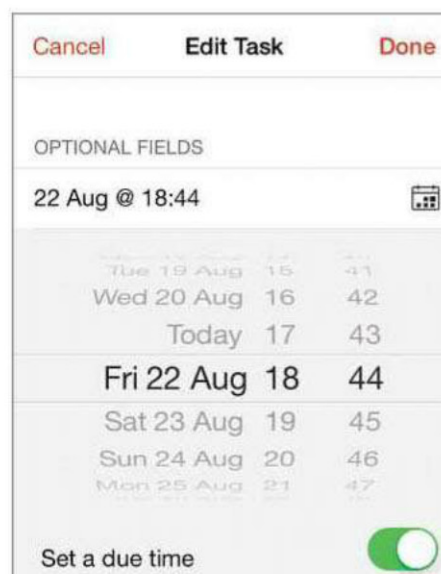 Cancel Edit Task Done
OPTIONAL FIELDS
22 Aug @ 18:44
Tue 19 Aug 15 41
Wed 20 Aug 16 42
Today 17 43
Fri 22 Aug 18 44
Sat 23 Aug 19 45
Sun 24 Aug 20 46
Mon 25 Aug 21 47
Set a due time